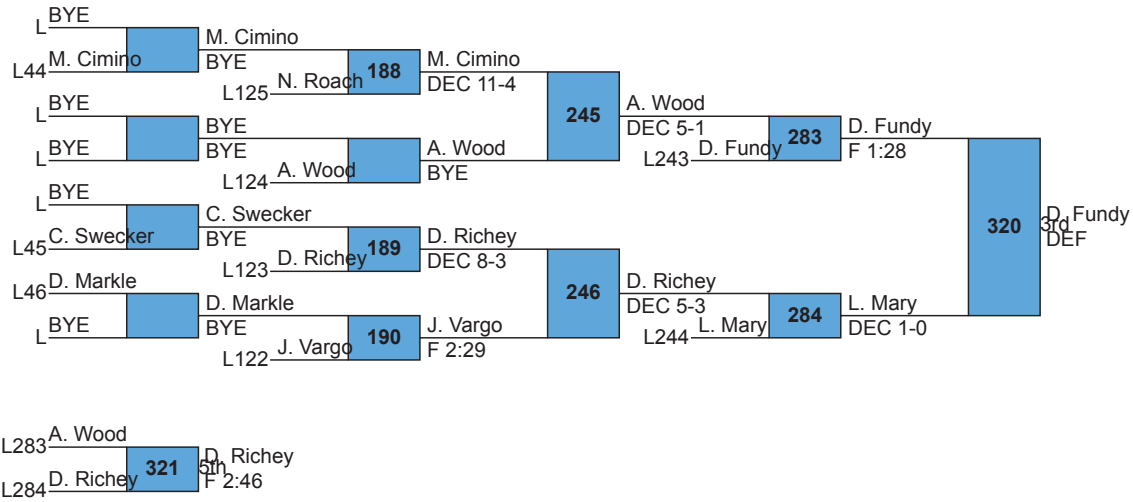 BYE
L
M. Cimino
L44
M. Cimino
BYE
N. Roach
L125
188
M. Cimino
DEC 11-4
BYE
L
BYE
L
BYE
BYE
A. Wood
L124
A. Wood
BYE
245
A. Wood
DEC 5-1
D. Fundy
L243
283
D. Fundy
F 1:28
BYE
L
C. Swecker
L45
C. Swecker
BYE
D. Richey
L123
189
D. Richey
DEC 8-3
D. Markle
L46
BYE
L
D. Markle
BYE
J. Vargo
L122
190
J. Vargo
F 2:29
246
D. Richey
DEC 5-3
L. Mary
L244
284
L. Mary
DEC 1-0
320
3rd
D. Fundy
DEF
A. Wood
L283
D. Richey
L284
321
5th
D. Richey
F 2:46